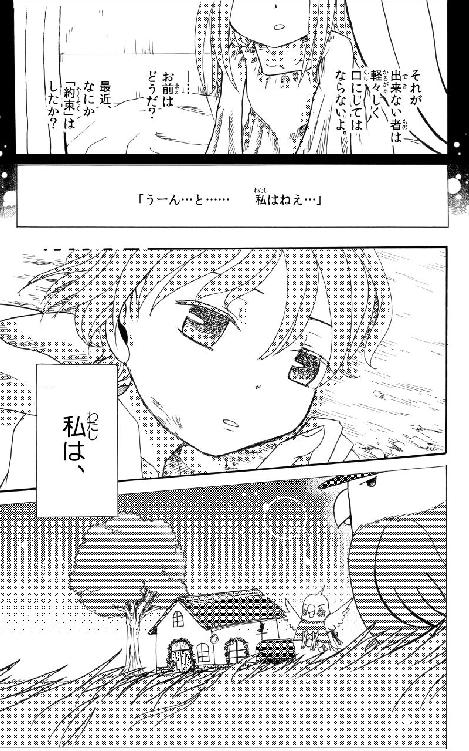 それが
出来ない者は
軽々しく
口にしては
ならないよ。
お前は
どうだ?
最近、
なにか
「約束」は
したか?
「うーん…と…… 私はねえ…」
私は、